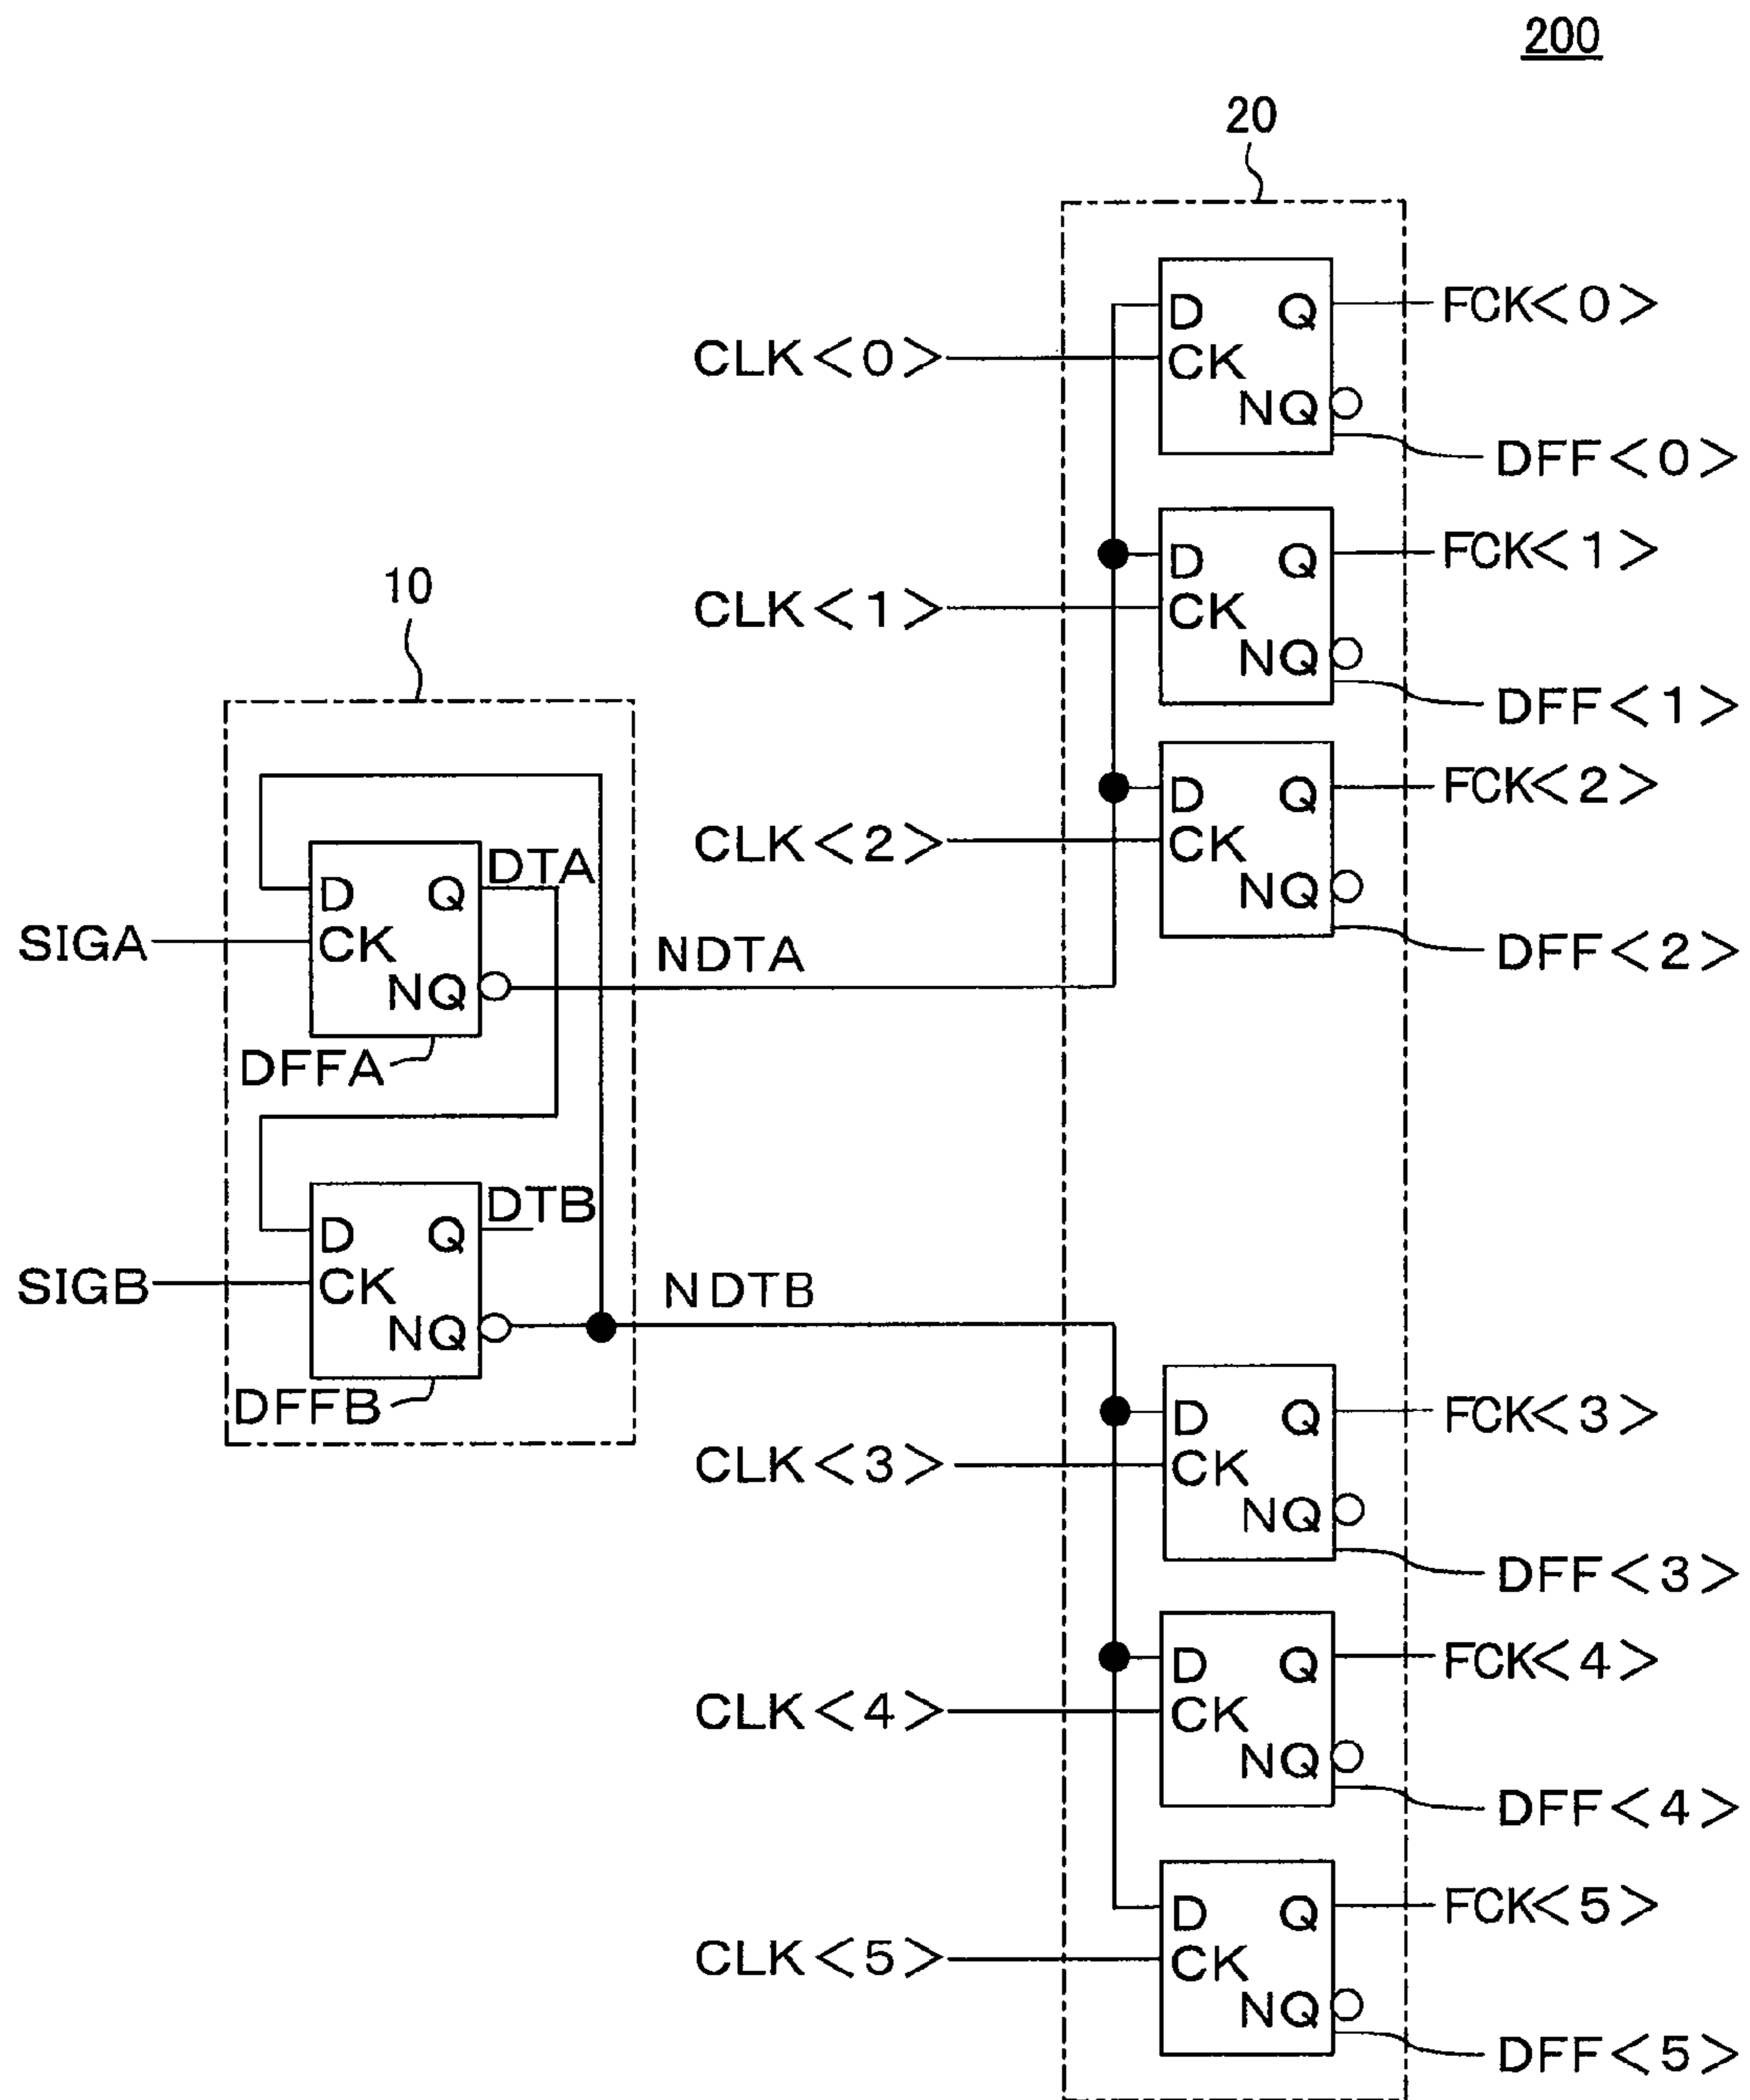 200
20
D Q FCK<0>
CLK<0> CK
NQ
DFF<0>
D Q FCK<1>
CLK<1> CK
NQ
DFF<1>
D Q FCK<2>
CLK<2> CK
NQ
DFF<2>
10
DTA
D Q
SIGA CK
NQ
NDTA
DFFA
DTB
D Q
SIGB CK
NQ
NDTB
DFFB
D Q FCK<3>
CLK<3> CK
NQ
DFF<3>
D Q FCK<4>
CLK<4> CK
NQ
DFF<4>
D Q FCK<5>
CLK<5> CK
NQ
DFF<5>